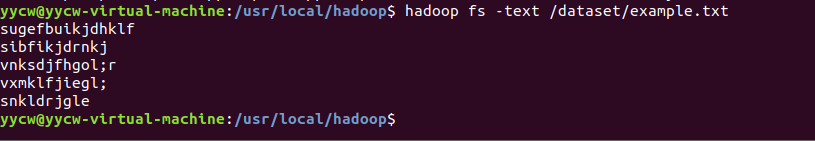 yycw@yycw-virtual-machine:/usr/local/hadoop$ hadoop fs -text /dataset/example.txt
sugefbuikjdhklf
sibfikjdrnkj
vnksdjfhgol;r
vxmklfjiegl;
snkldrjgle
yycw@yycw-virtual-machine:/usr/local/hadoop$